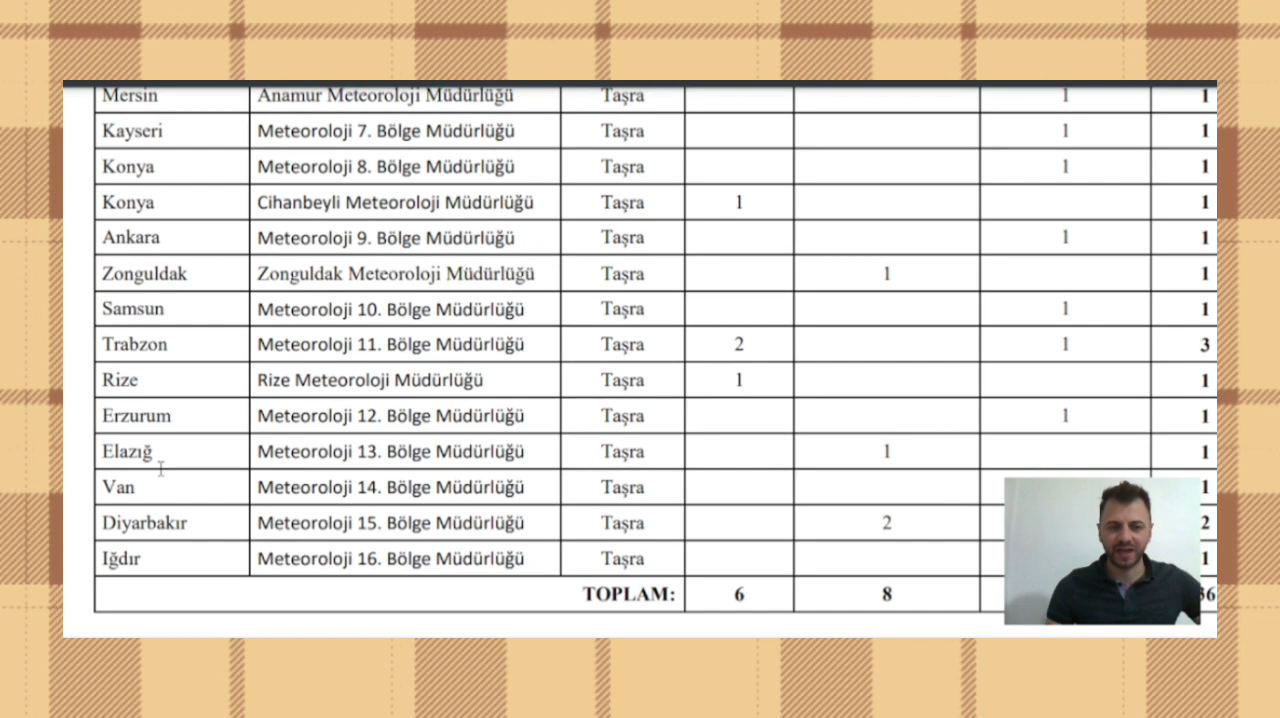 Mersin Anamur Meteoroloji Müdürlüğü Taşra 1 1
Kayseri Meteoroloji 7. Bölge Müdürlüğü Taşra 1 1
Konya Meteoroloji 8. Bölge Müdürlüğü Taşra 1 1
Konya Cihanbeyli Meteoroloji Müdürlüğü Taşra 1 1
Ankara Meteoroloji 9. Bölge Müdürlüğü Taşra 1 1
Zonguldak Zonguldak Meteoroloji Müdürlüğü Taşra 1 1
Samsun Meteoroloji 10. Bölge Müdürlüğü Taşra 1 1
Trabzon Meteoroloji 11. Bölge Müdürlüğü Taşra 2 1 3
Rize Rize Meteoroloji Müdürlüğü Taşra 1 1
Erzurum Meteoroloji 12. Bölge Müdürlüğü Taşra 1 1
Elazığ Meteoroloji 13. Bölge Müdürlüğü Taşra 1 1
Van Meteoroloji 14. Bölge Müdürlüğü Taşra 1
Diyarbakır Meteoroloji 15. Bölge Müdürlüğü Taşra 2 2
Iğdır Meteoroloji 16. Bölge Müdürlüğü Taşra 1
TOPLAM: 6 8